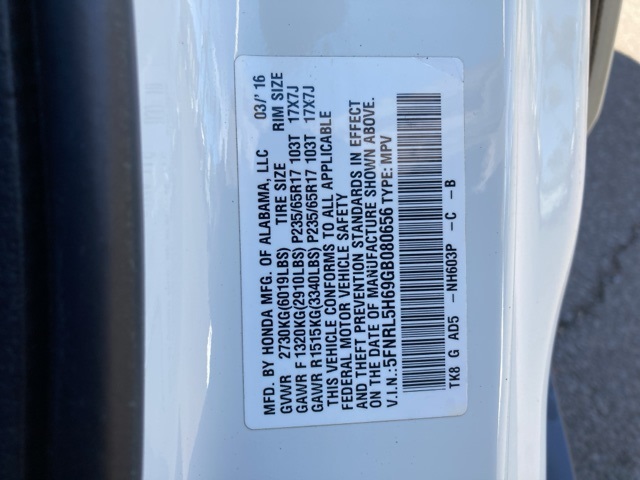 MFD. BY HONDA MFG. OF ALABAMA, LLC 03/'16
GVWR 2730KG(6019LBS) TIRE SIZE RIM SIZE
GAWR F 1320KG(2910LBS) P235/65R17 103T 17X7J
GAWR R1515KG(3340LBS) P235/65R17 103T 17X7J
THIS VEHICLE CONFORMS TO ALL APPLICABLE
FEDERAL MOTOR VEHICLE SAFETY
AND THEFT PREVENTION STANDARDS IN EFFECT
ON THE DATE OF MANUFACTURE SHOWN ABOVE.
V.I.N.:5FNRL5H69GB080656 TYPE: MPV
TK8 G AD5 -NH603P -C -B